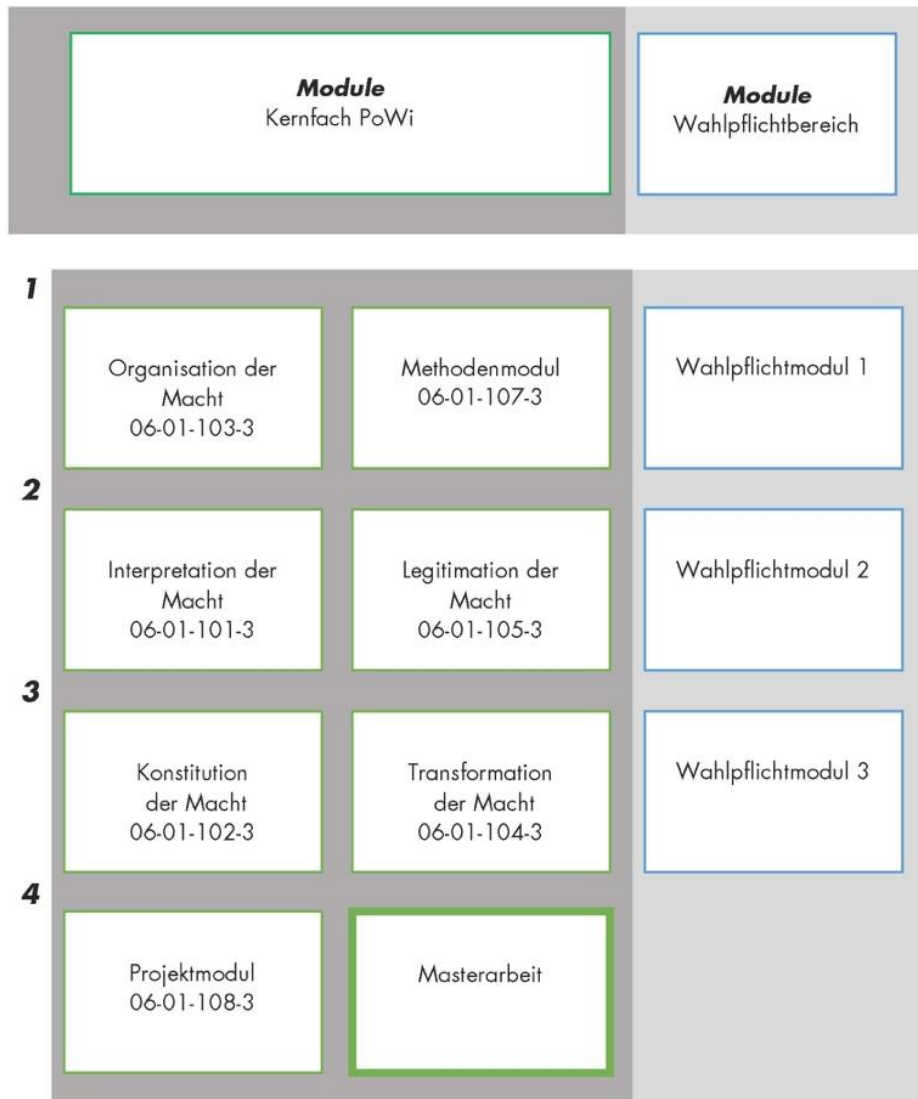 Module
Kernfach PoWi
Module
Wahlpflichtbereich
1
Organisation der
Macht
06-01-103-3
Methodenmodul
06-01-107-3
Wahlpflichtmodul 1
2
Interpretation der
Macht
06-01-101-3
Legitimation der
Macht
06-01-105-3
Wahlpflichtmodul 2
3
Konstitution
der Macht
06-01-102-3
Transformation
der Macht
06-01-104-3
Wahlpflichtmodul 3
4
Projektmodul
06-01-108-3
Masterarbeit